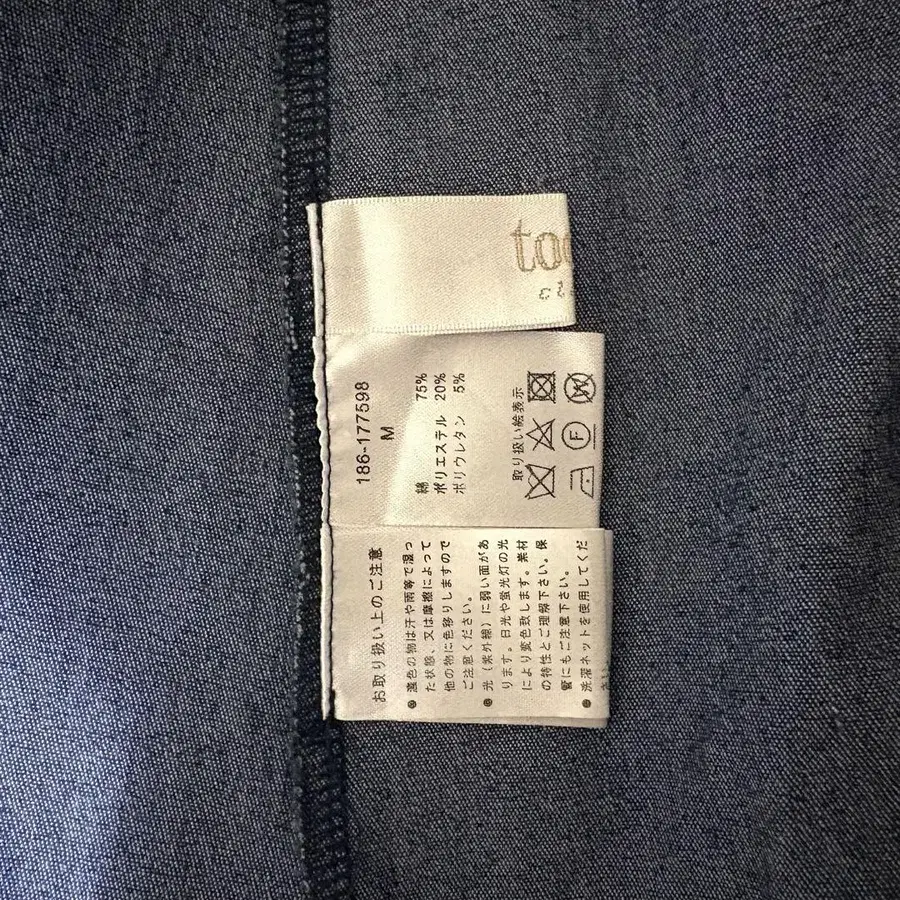 too
186-177598
M
綿 75%
ポリエステル 20%
ポリウレタン 5%
取り扱い絵表示
W
F
お取り扱い上のご注意
● 濃色の物は汗や雨等で湿っ
た状態、又は摩擦によって
他の物に色移りしますので
ご注意ください。
● 光(紫外線)に弱い面があ
ります。日光や蛍光灯の光
により変色致します。素材
の特性とご理解下さい。保
管にもご注意下さい。
● 洗濯ネットを使用してくだ
さい